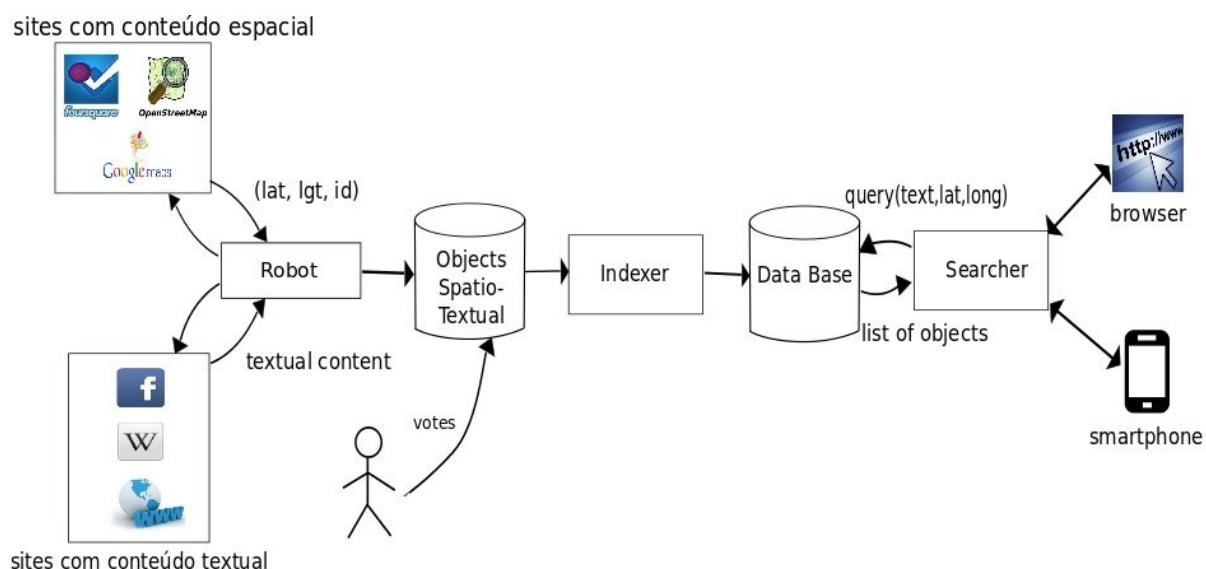 sites com conteúdo espacial
foursquare
OpenStreetMap
Google maps
(lat, lgt, id)
Robot
textual content
f
W
WWW
sites com conteúdo textual
Objects
Spatio-
Textual
votes
Indexer
Data Base
query(text,lat,long)
list of objects
Searcher
http://www
browser
smartphone